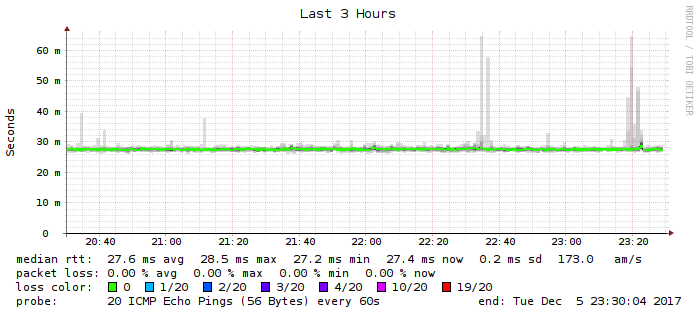 Last 3 Hours
RRDTOOL / TOBI OETIKER
Seconds
60 m
50 m
40 m
30 m
20 m
10 m
0
20:40 21:00 21:20 21:40 22:00 22:20 22:40 23:00 23:20
median rtt: 27.6 ms avg 28.5 ms max 27.2 ms min 27.4 ms now 0.2 ms sd 173.0 am/s
packet loss: 0.00 % avg 0.00 % max 0.00 % min 0.00 % now
loss color: 0 1/20 2/20 3/20 4/20 10/20 19/20
probe: 20 ICMP Echo Pings (56 Bytes) every 60s end: Tue Dec 5 23:30:04 2017